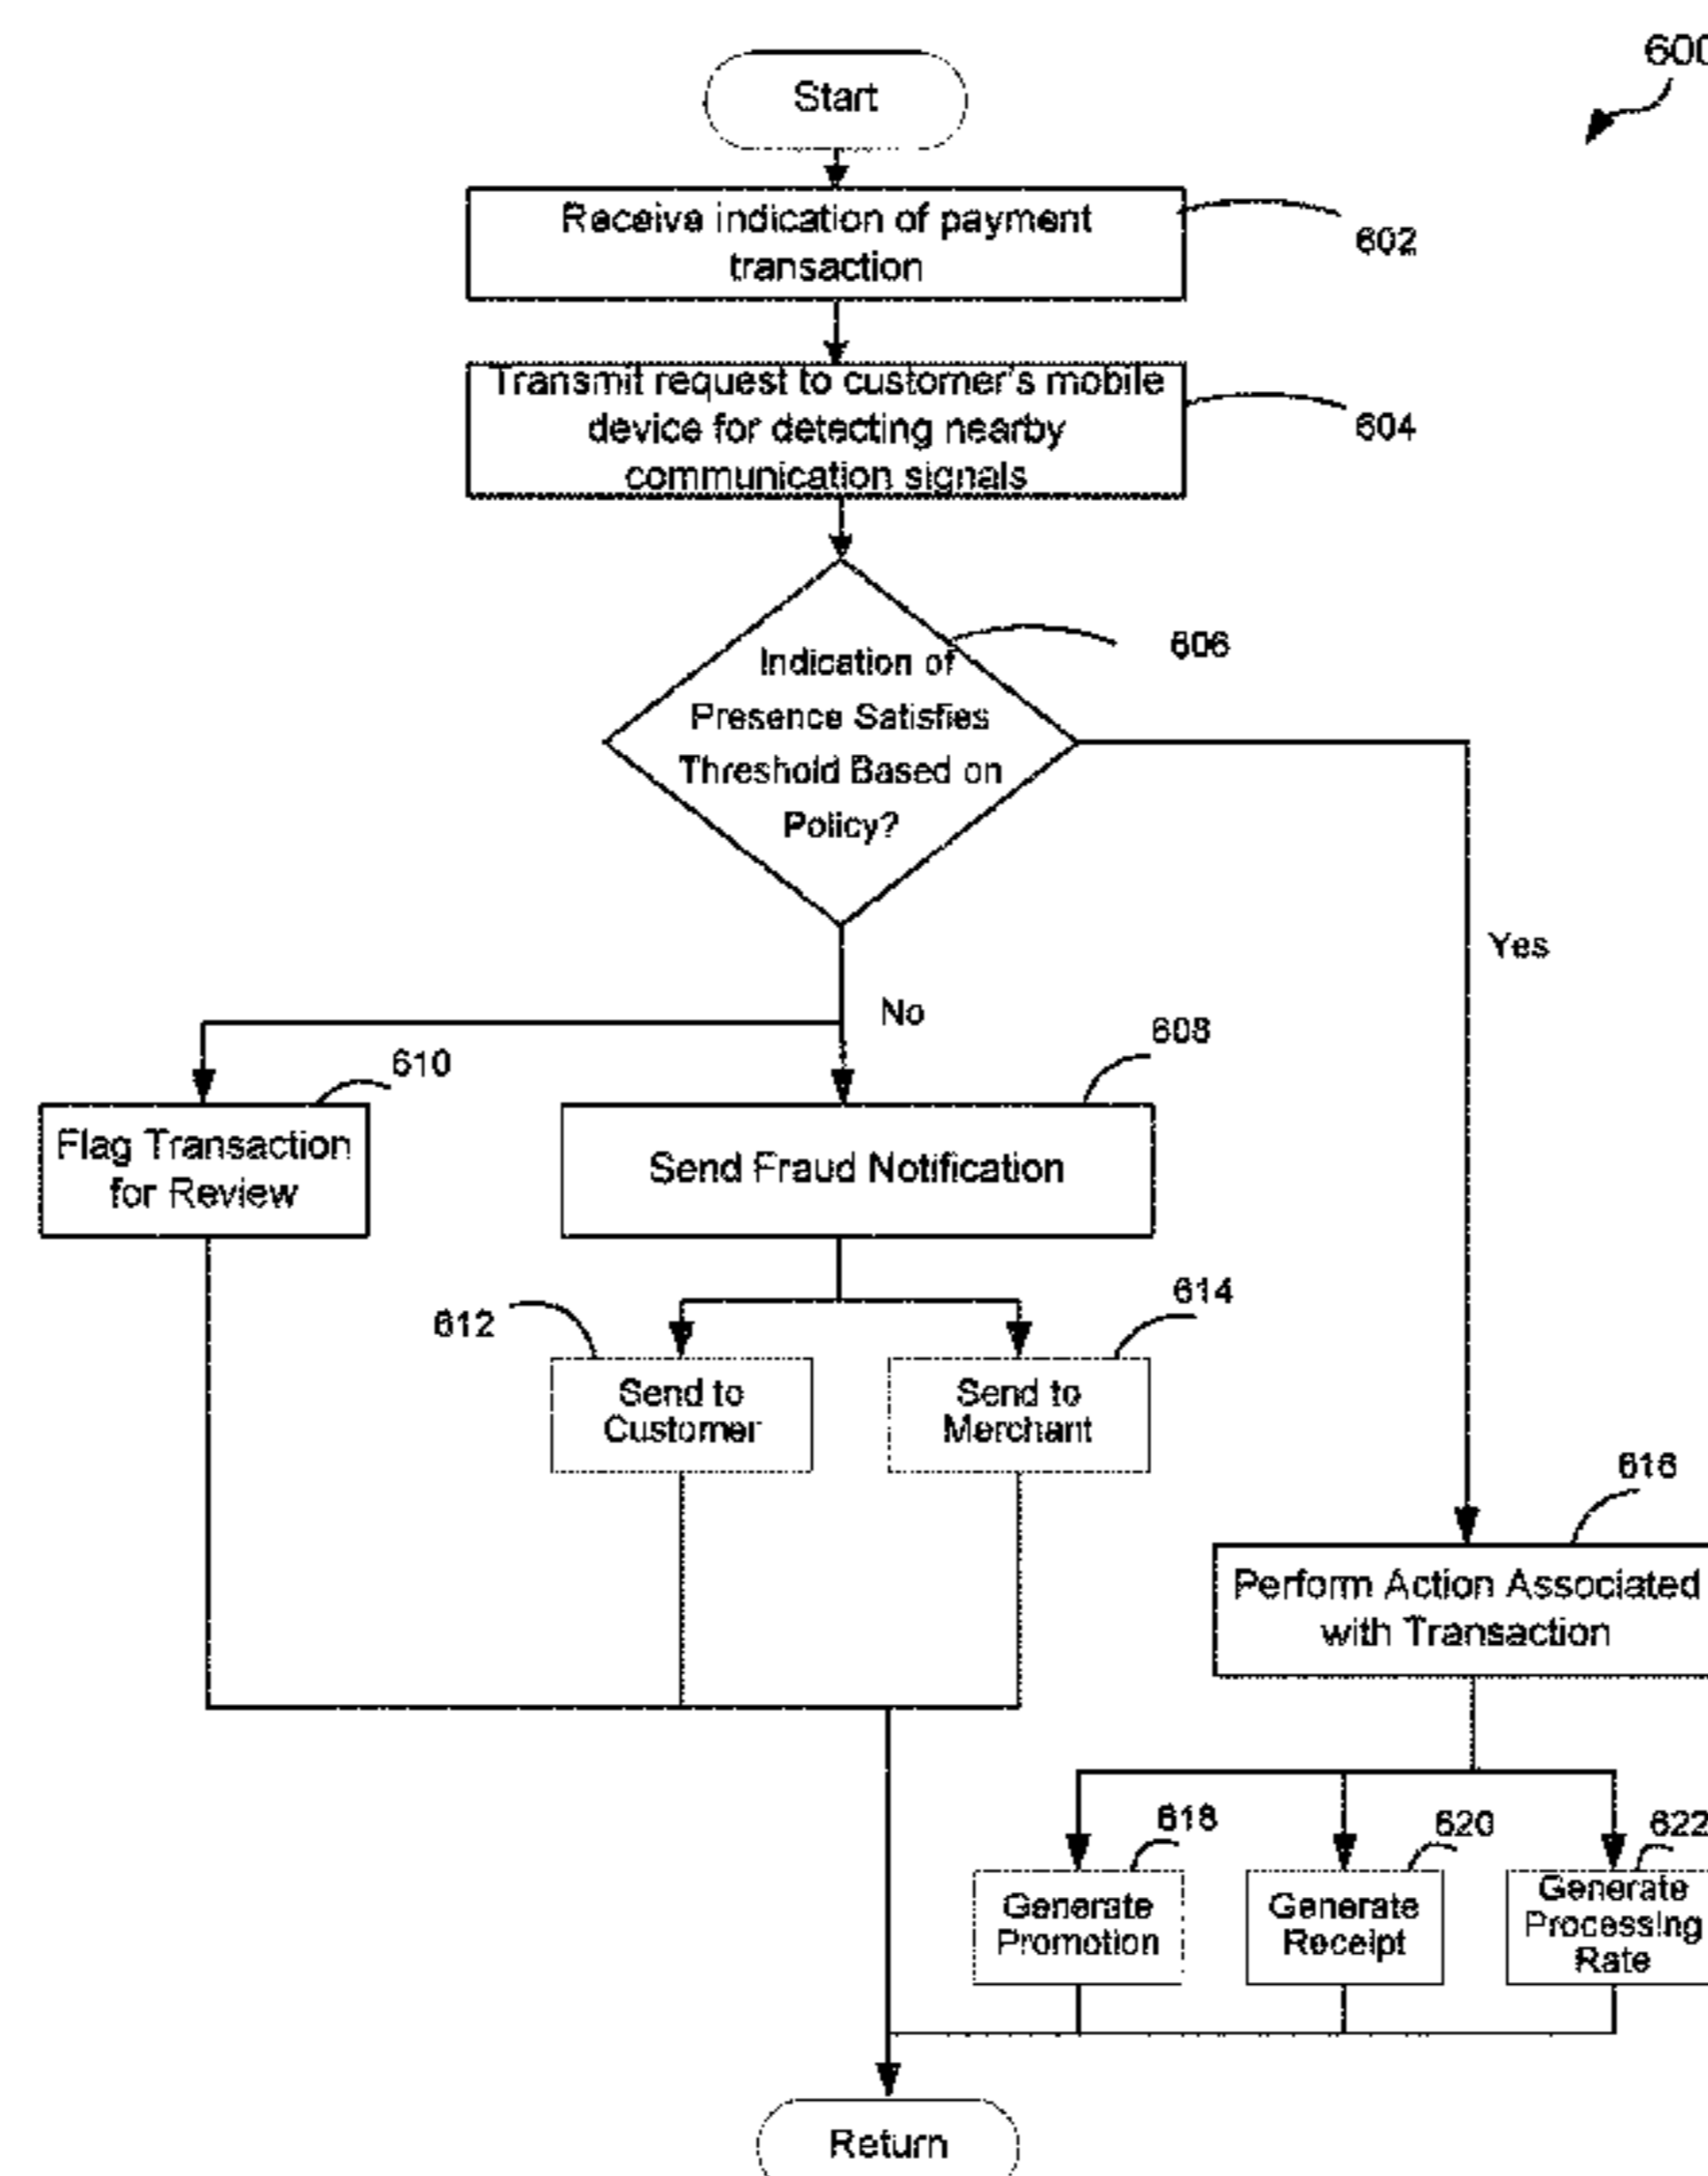 600
Start
Receive indication of payment
transaction
602
Transmit request to customer's mobile
device for detecting nearby
communication signals
604
Indication of
Presence Satisfies
Threshold Based on
Policy?
606
Yes
No
608
610
Flag Transaction
for Review
Send Fraud Notification
612
614
Send to
Customer
Send to
Merchant
616
Perform Action Associated
with Transaction
618
620
622
Generate
Promotion
Generate
Receipt
Generate
Processing
Rate
Return